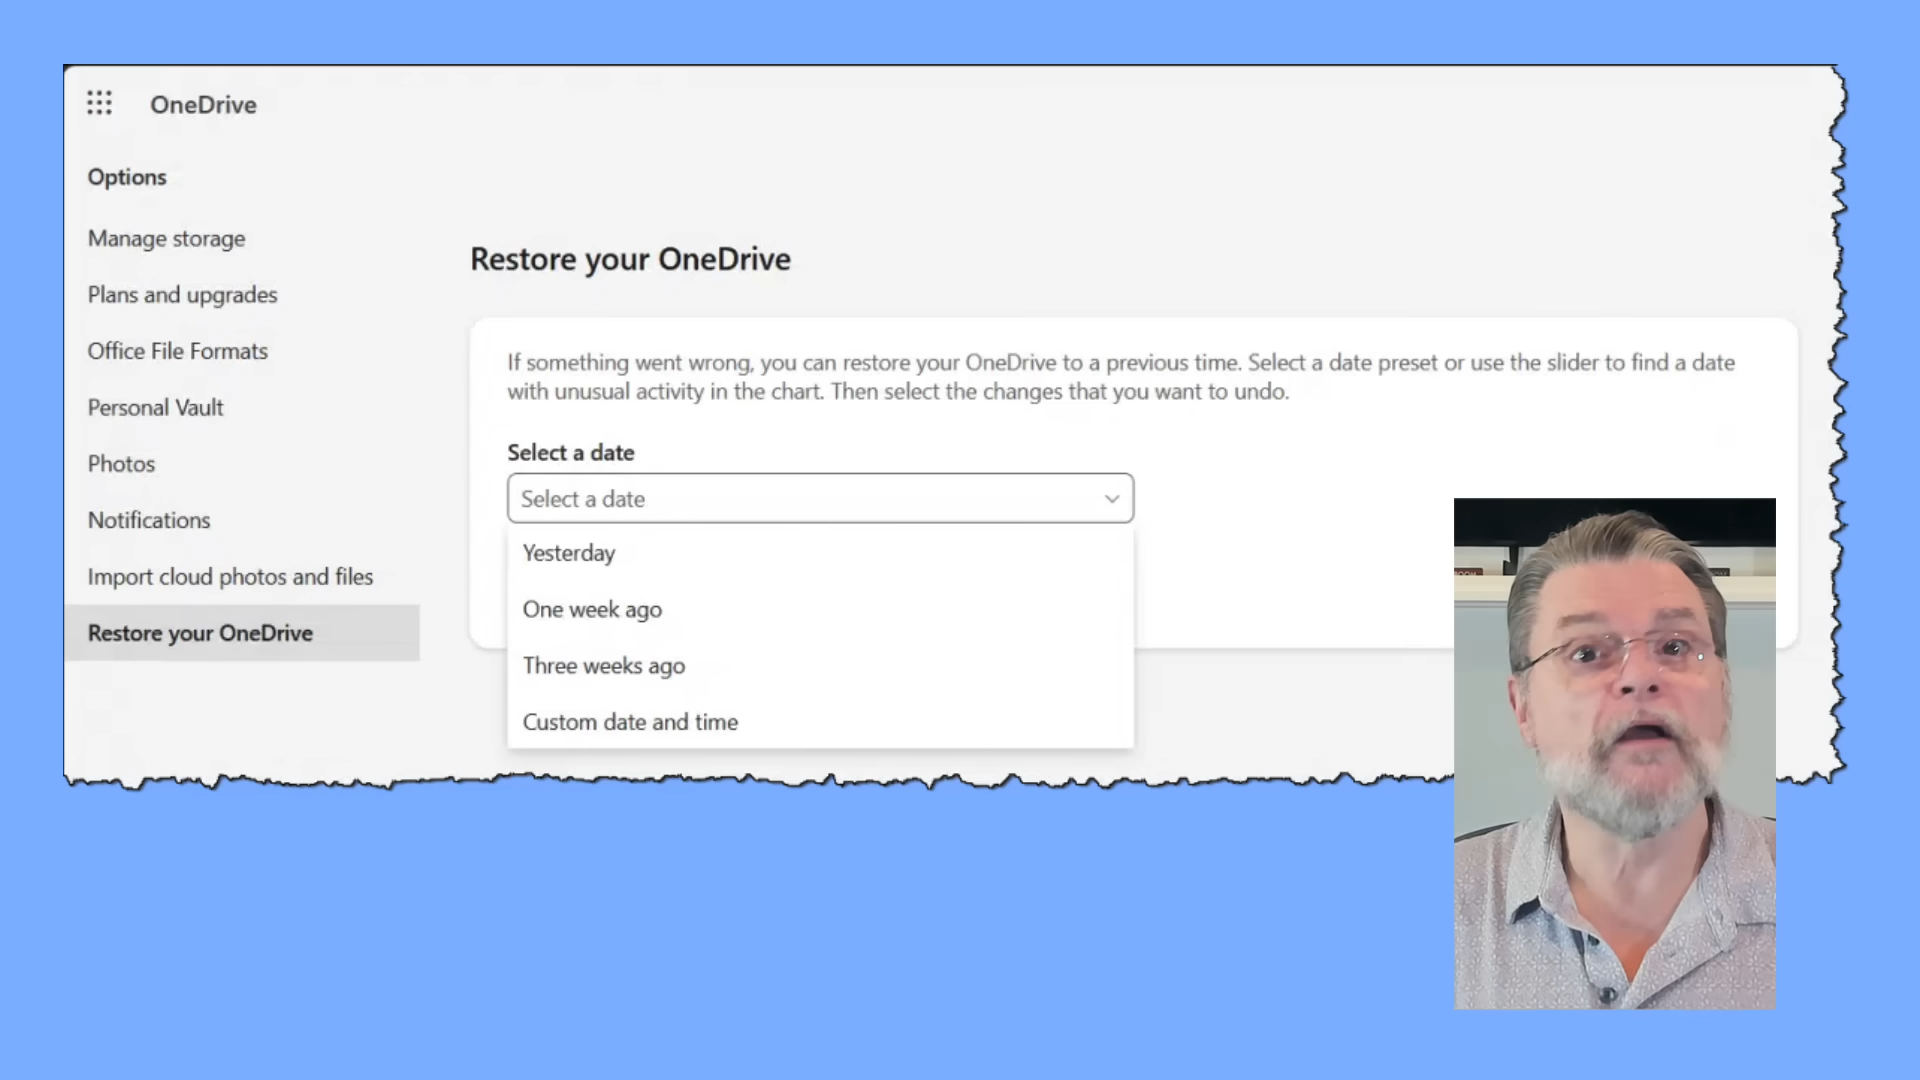 OneDrive
Options
Manage storage
Plans and upgrades
Office File Formats
Personal Vault
Photos
Notifications
Import cloud photos and files
Restore your OneDrive
Restore your OneDrive
If something went wrong, you can restore your OneDrive to a previous time. Select a date preset or use the slider to find a date
with unusual activity in the chart. Then select the changes that you want to undo.
Select a date
Select a date
Yesterday
One week ago
Three weeks ago
Custom date and time